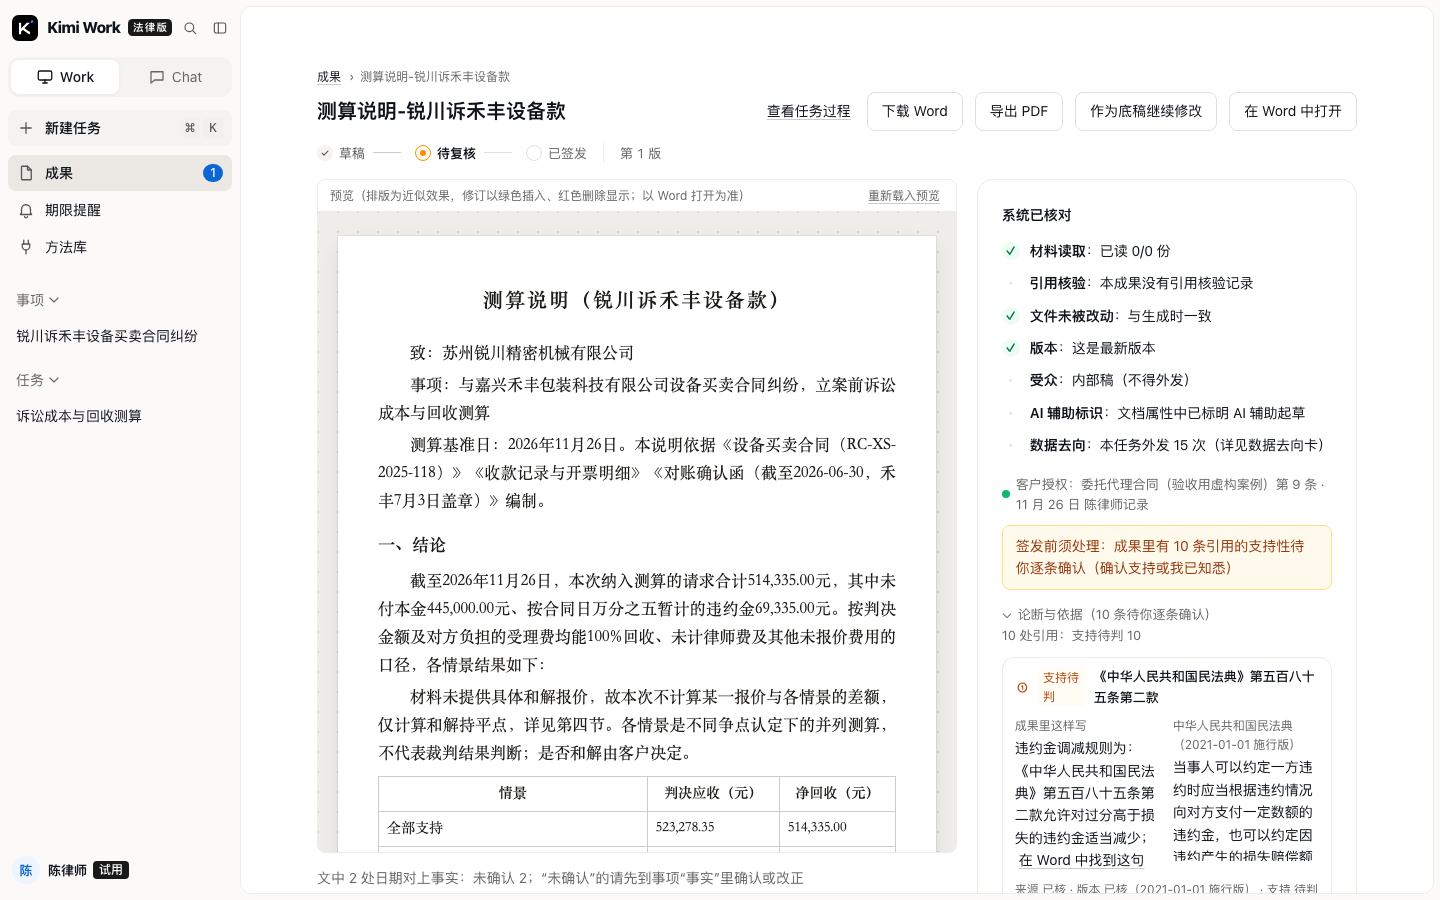 Kimi Work 法律版
Work
Chat
新建任务 ⌘ K
成果 1
期限提醒
方法库
事项
锐川诉禾丰设备买卖合同纠纷
任务
诉讼成本与回收测算
陈 陈律师 试用
成果 › 测算说明-锐川诉禾丰设备款
测算说明-锐川诉禾丰设备款
查看任务过程 下载 Word 导出 PDF 作为底稿继续修改 在 Word 中打开
草稿 待复核 已签发 第 1 版
预览（排版为近似效果，修订以绿色插入、红色删除显示；以 Word 打开为准） 重新载入预览
测算说明（锐川诉禾丰设备款）
致：苏州锐川精密机械有限公司
事项：与嘉兴禾丰包装科技有限公司设备买卖合同纠纷，立案前诉讼
成本与回收测算
测算基准日：2026年11月26日。本说明依据《设备买卖合同（RC-XS-
2025-118）》《收款记录与开票明细》《对账确认函（截至2026-06-30，禾
丰7月3日盖章）》编制。
一、结论
截至2026年11月26日，本次纳入测算的请求合计514,335.00元，其中未
付本金445,000.00元、按合同日万分之五暂计的违约金69,335.00元。按判决
金额及对方负担的受理费均能100%回收、未计律师费及其他未报价费用的
口径，各情景结果如下：
材料未提供具体和解报价，故本次不计算某一报价与各情景的差额，
仅计算和解持平点，详见第四节。各情景是不同争点认定下的并列测算，
不代表裁判结果判断；是否和解由客户决定。
情景 判决应收（元） 净回收（元）
全部支持 523,278.35 514,335.00
文中 2 处日期对上事实：未确认 2；“未确认”的请先到事项“事实”里确认或改正
系统已核对
材料读取：已读 0/0 份
引用核验：本成果没有引用核验记录
文件未被改动：与生成时一致
版本：这是最新版本
受众：内部稿（不得外发）
AI 辅助标识：文档属性中已标明 AI 辅助起草
数据去向：本任务外发 15 次（详见数据去向卡）
客户授权：委托代理合同（验收用虚构案例）第 9 条 ·
11 月 26 日 陈律师记录
签发前须处理：成果里有 10 条引用的支持性待
你逐条确认（确认支持或我已知悉）
论断与依据（10 条待你逐条确认）
10 处引用：支持待判 10
支持待
判
《中华人民共和国民法典》第五百八十
五条第二款
成果里这样写
违约金调减规则为：
《中华人民共和国民法
典》第五百八十五条第
二款允许对过分高于损
失的违约金适当减少；
在 Word 中找到这句
中华人民共和国民法典
（2021-01-01 施行版）
当事人可以约定一方违
约时应当根据违约情况
向对方支付一定数额的
违约金，也可以约定因
违约产生的损失赔偿额
来源 已核 · 版本 已核（2021-01-01 施行版） · 支持 待判